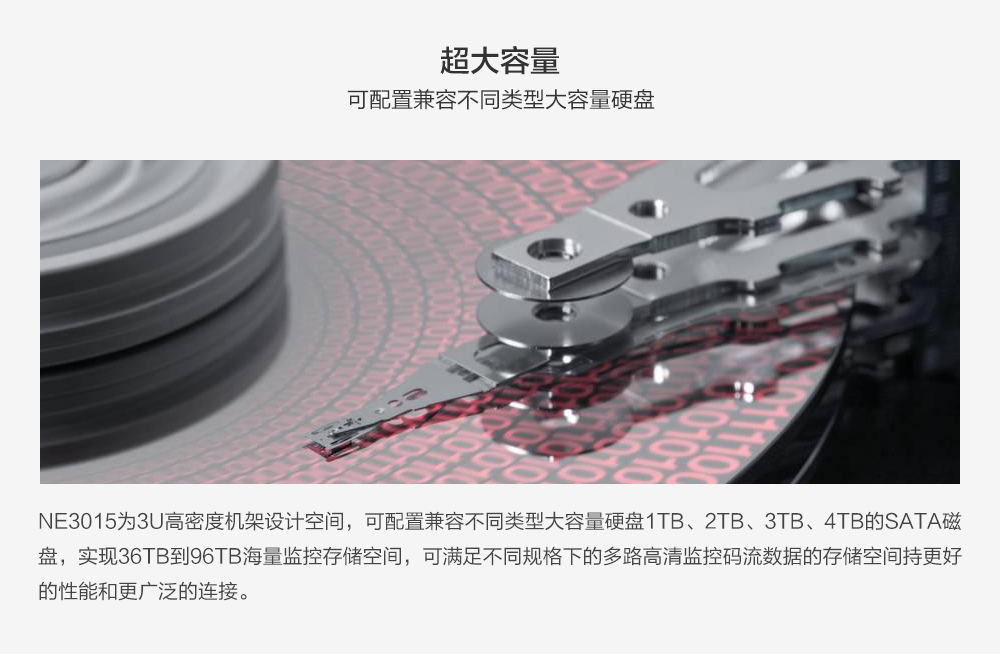 超大容量
可配置兼容不同类型大容量硬盘
NE3015为3U高密度机架设计空间，可配置兼容不同类型大容量硬盘1TB、2TB、3TB、4TB的SATA磁
盘，实现36TB到96TB海量监控存储空间，可满足不同规格下的多路高清监控码流数据的存储空间持更好
的性能和更广泛的连接。